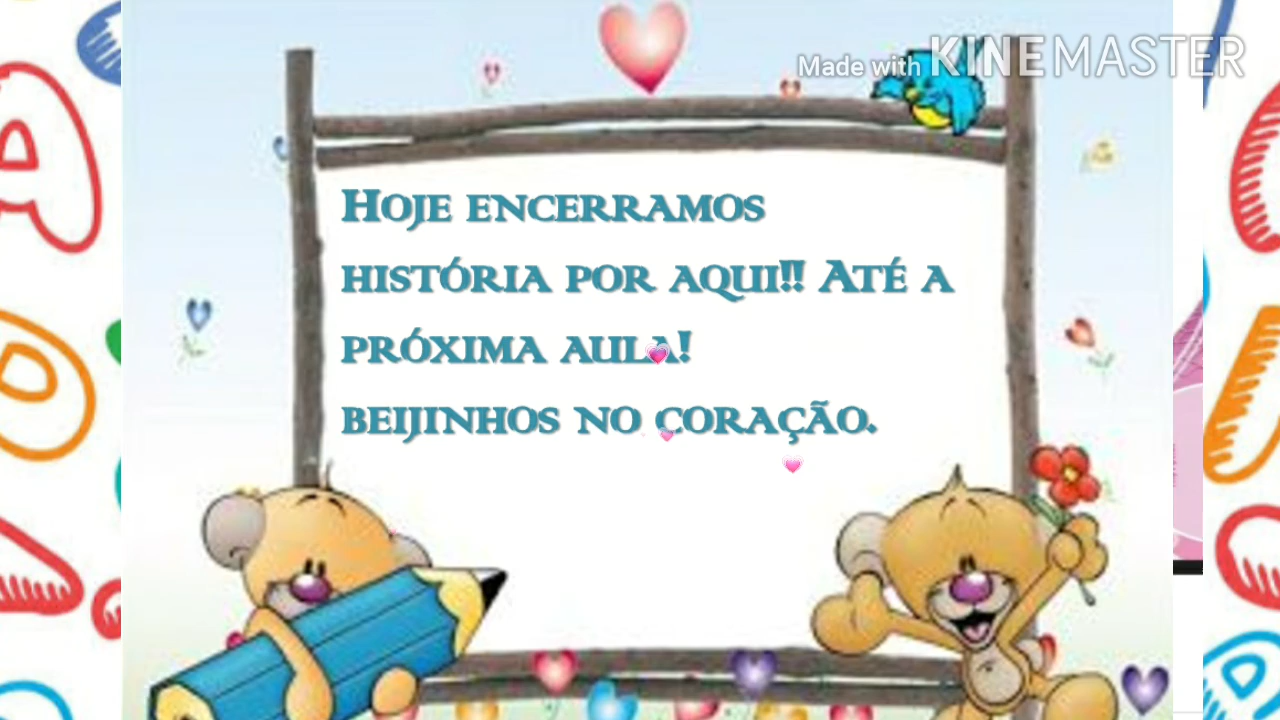 Made with KINEMASTER
Hoje encerramos
história por aqui!! Até a
próxima aula!
beijinhos no coração.